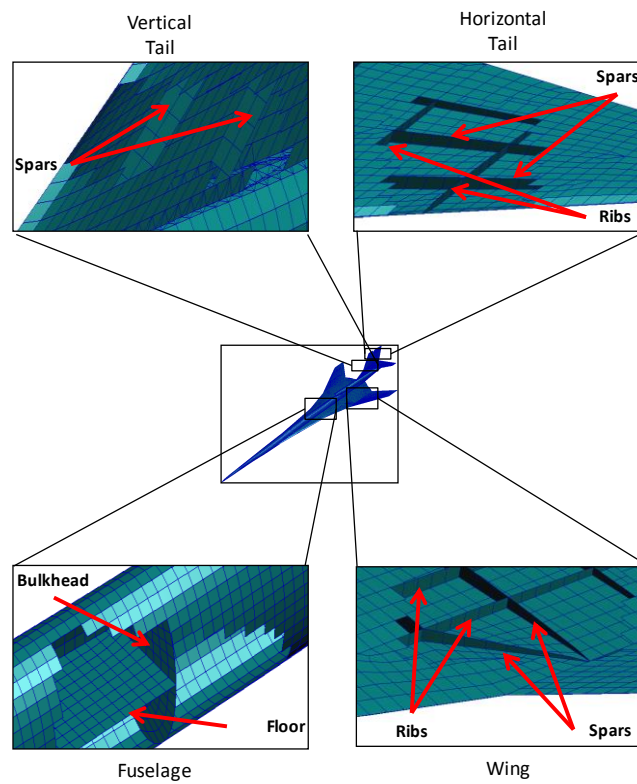 Vertical
Tail
Horizontal
Tail
Spars
Spars
Ribs
Bulkhead
Floor
Ribs
Spars
Fuselage
Wing